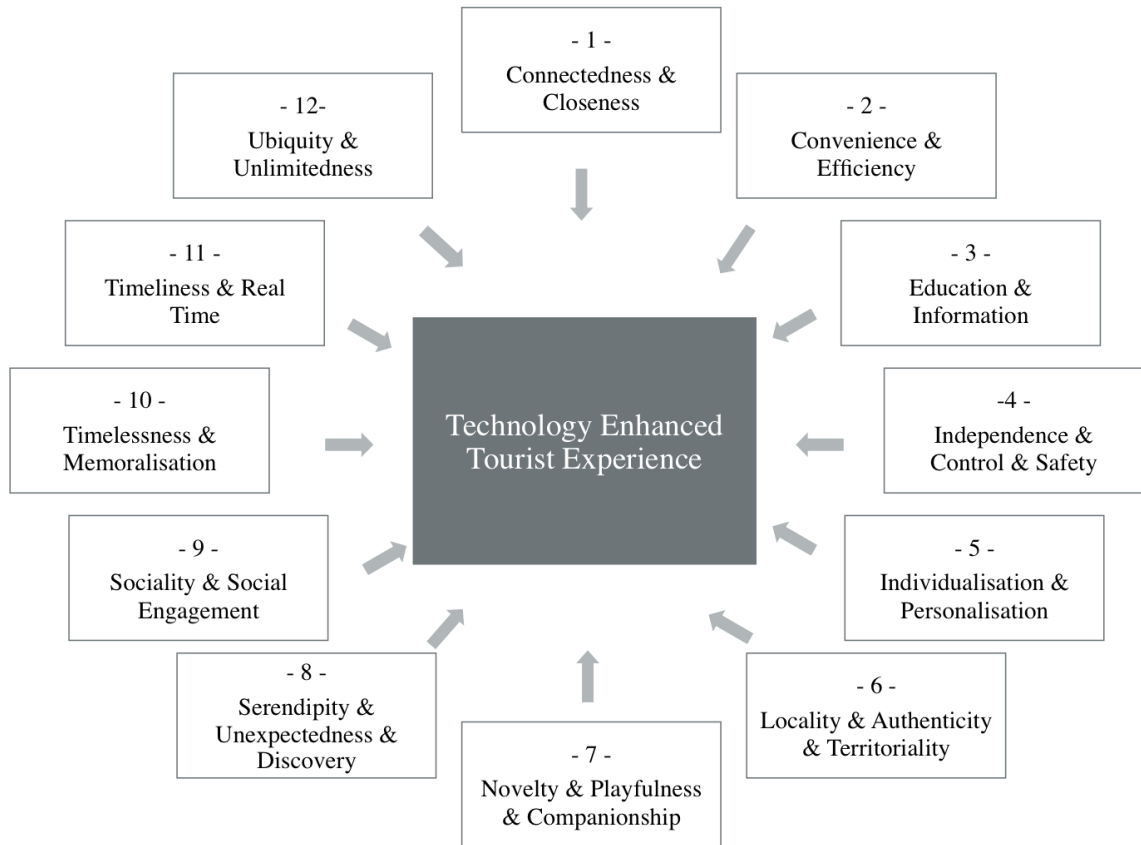 - 1 -
Connectedness &
Closeness
- 2 -
Convenience &
Efficiency
- 3 -
Education &
Information
-4 -
Independence &
Control & Safety
- 5 -
Individualisation &
Personalisation
- 6 -
Locality & Authenticity
& Territoriality
- 7 -
Novelty & Playfulness
& Companionship
- 8 -
Serendipity &
Unexpectedness &
Discovery
- 9 -
Sociality & Social
Engagement
- 10 -
Timelessness &
Memoralisation
- 11 -
Timeliness & Real
Time
- 12-
Ubiquity &
Unlimitedness
Technology Enhanced
Tourist Experience